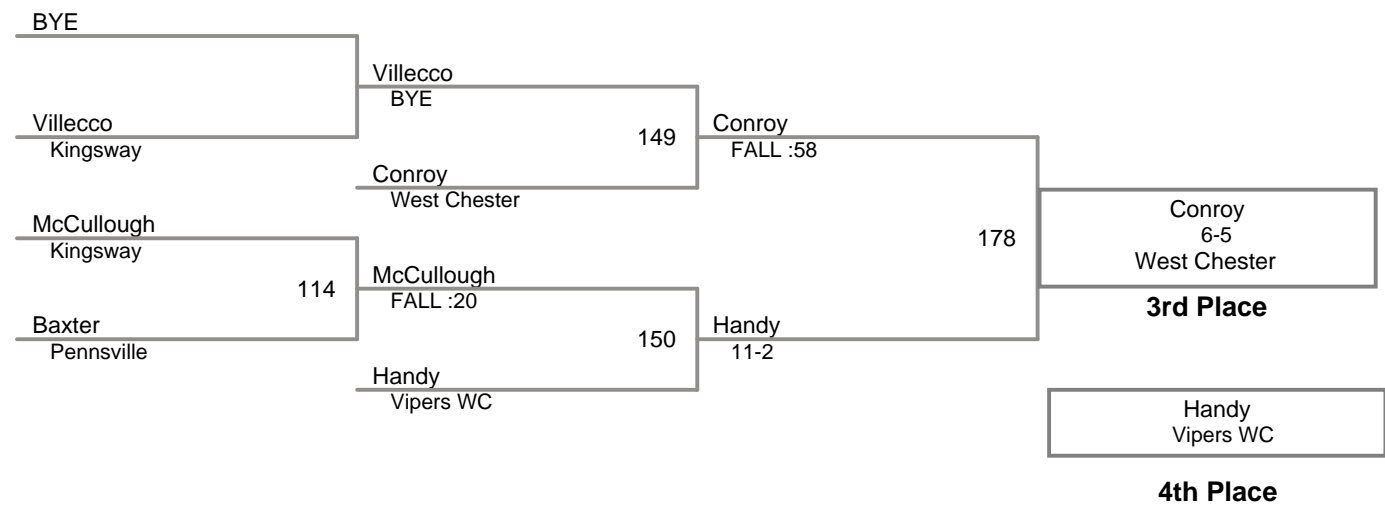 BYE
Villecco
BYE
Villecco
Kingsway
149
Conroy
FALL :58
Conroy
West Chester
McCullough
Kingsway
178
Conroy
6-5
West Chester
114
McCullough
FALL :20
3rd Place
Baxter
Pennsville
150
Handy
11-2
Handy
Vipers WC
Handy
Vipers WC
4th Place